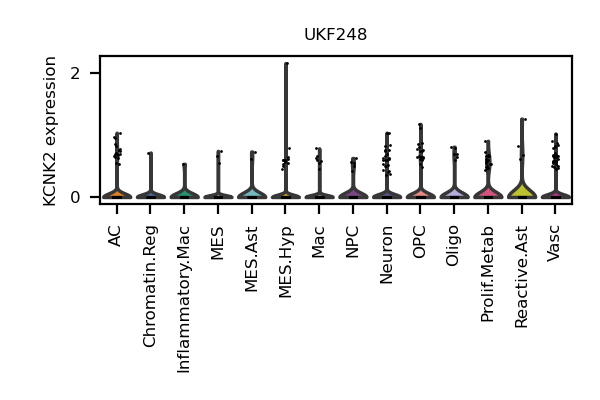 UKF248
KCNK2 expression
2
0
AC
Chromatin.Reg
Inflammatory.Mac
MES
MES.Ast
MES.Hyp
Mac
NPC
Neuron
OPC
Oligo
Prolif.Metab
Reactive.Ast
Vasc